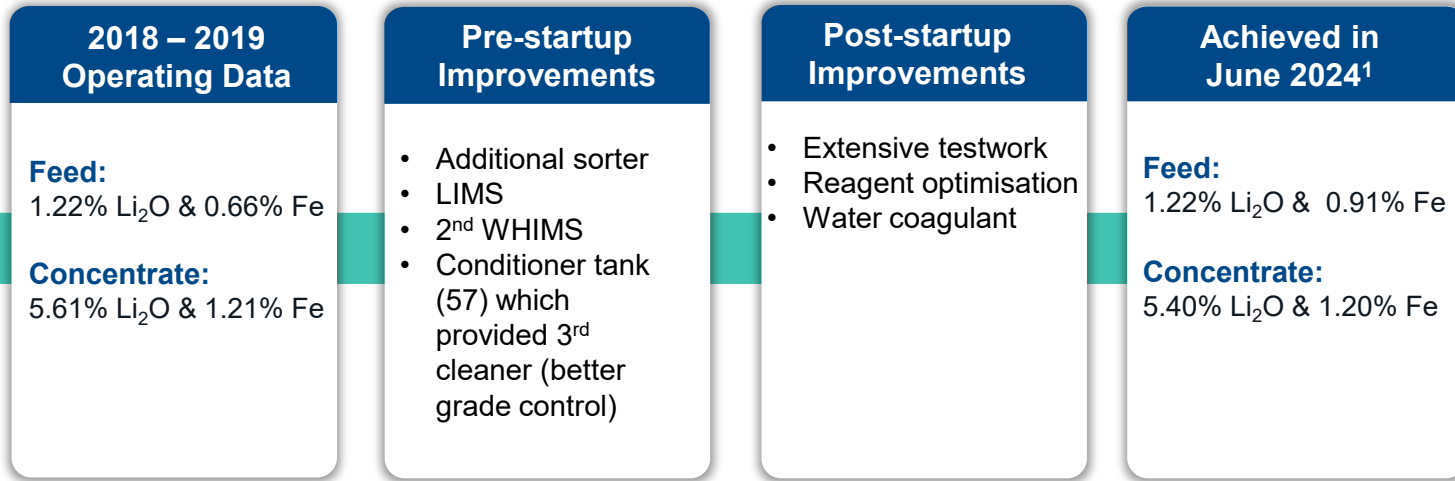 2018 – 2019
Operating Data
Feed:
1.22% Li₂O & 0.66% Fe
Concentrate:
5.61% Li₂O & 1.21% Fe
Pre-startup
Improvements
• Additional sorter
• LIMS
• 2ⁿᵈ WHIMS
• Conditioner tank
(57) which
provided 3ʳᵈ
cleaner (better
grade control)
Post-startup
Improvements
• Extensive testwork
• Reagent optimisation
• Water coagulant
Achieved in
June 2024¹
Feed:
1.22% Li₂O & 0.91% Fe
Concentrate:
5.40% Li₂O & 1.20% Fe